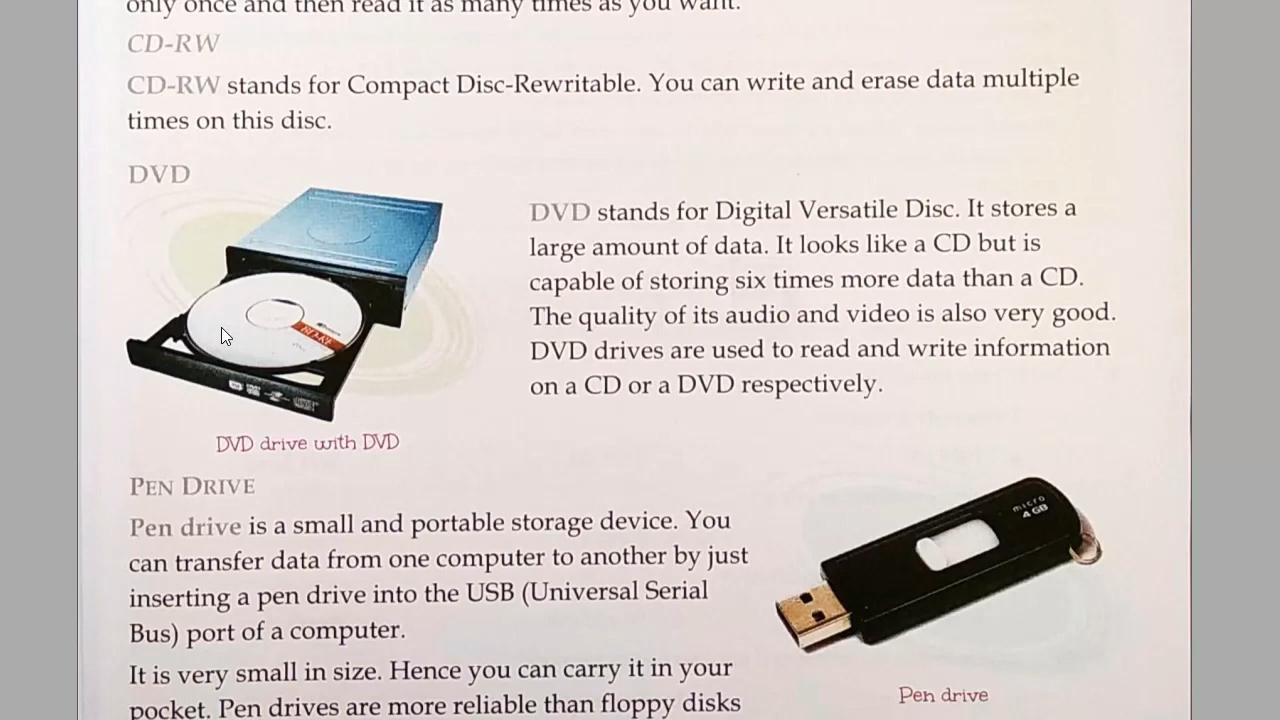 only once and then read it as many times as you want.
CD-RW
CD-RW stands for Compact Disc-Rewritable. You can write and erase data multiple
times on this disc.
DVD
DVD stands for Digital Versatile Disc. It stores a
large amount of data. It looks like a CD but is
capable of storing six times more data than a CD.
The quality of its audio and video is also very good.
DVD drives are used to read and write information
on a CD or a DVD respectively.
DVD drive with DVD
PEN DRIVE
Pen drive is a small and portable storage device. You
can transfer data from one computer to another by just
inserting a pen drive into the USB (Universal Serial
Bus) port of a computer.
It is very small in size. Hence you can carry it in your
pocket. Pen drives are more reliable than floppy disks
micro
4 GB
Pen drive